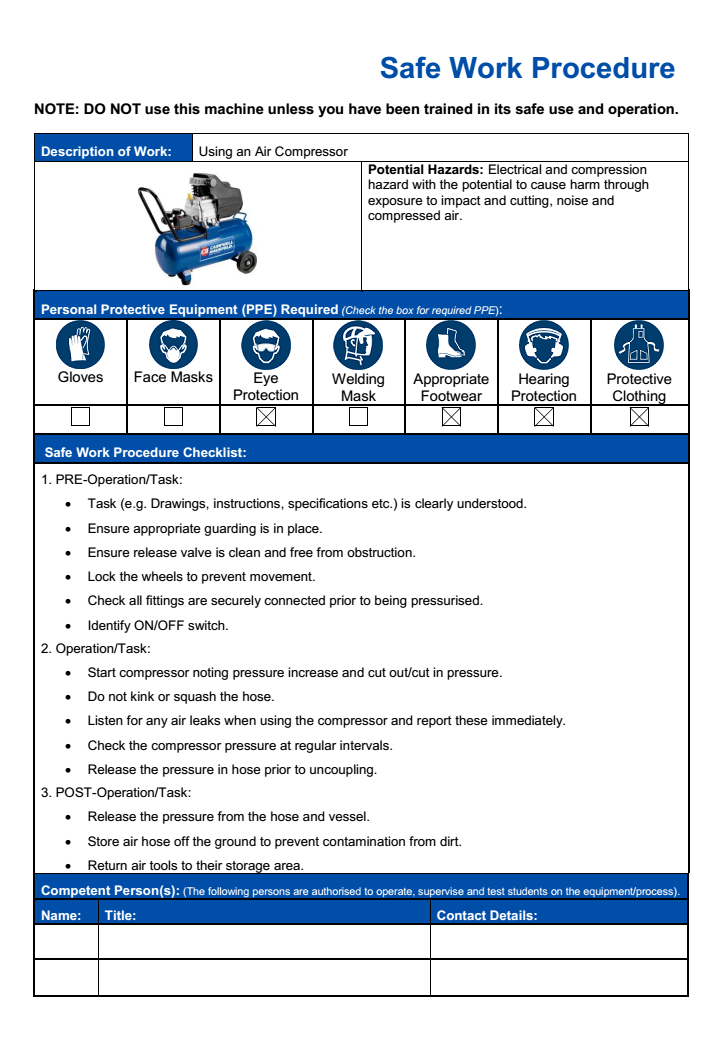 Safe Work Procedure
NOTE: DO NOT use this machine unless you have been trained in its safe use and operation.
Description of Work: Using an Air Compressor
Potential Hazards: Electrical and compression
hazard with the potential to cause harm through
exposure to impact and cutting, noise and
compressed air.
CAMPBELL
HAUSFELD
Personal Protective Equipment (PPE) Required (Check the box for required PPE):
Gloves
Face Masks
Eye
Protection
Welding
Mask
Appropriate
Footwear
Hearing
Protection
Protective
Clothing
Safe Work Procedure Checklist:
1. PRE-Operation/Task:
• Task (e.g. Drawings, instructions, specifications etc.) is clearly understood.
• Ensure appropriate guarding is in place.
• Ensure release valve is clean and free from obstruction.
• Lock the wheels to prevent movement.
• Check all fittings are securely connected prior to being pressurised.
• Identify ON/OFF switch.
2. Operation/Task:
• Start compressor noting pressure increase and cut out/cut in pressure.
• Do not kink or squash the hose.
• Listen for any air leaks when using the compressor and report these immediately.
• Check the compressor pressure at regular intervals.
• Release the pressure in hose prior to uncoupling.
3. POST-Operation/Task:
• Release the pressure from the hose and vessel.
• Store air hose off the ground to prevent contamination from dirt.
• Return air tools to their storage area.
Competent Person(s): (The following persons are authorised to operate, supervise and test students on the equipment/process).
Name: Title: Contact Details: